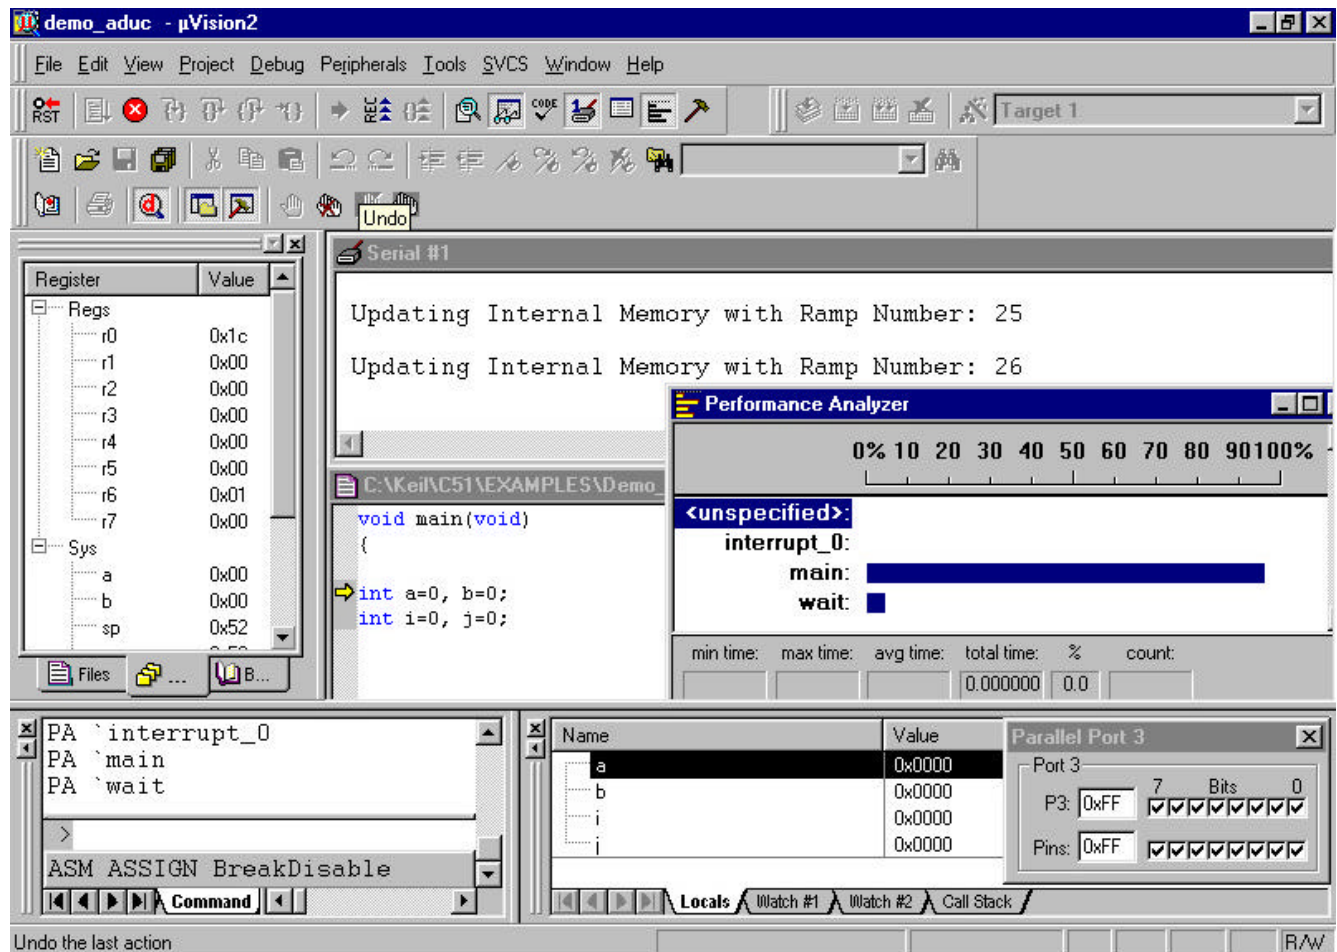 demo_aduc - µVision2
File Edit View Project Debug Peripherals Tools SVCS Window Help
RST CODE Target 1
Undo
Serial #1
Updating Internal Memory with Ramp Number: 25
Updating Internal Memory with Ramp Number: 26
Register Value
Regs
r0 0x1c
r1 0x00
r2 0x00
r3 0x00
r4 0x00
r5 0x00
r6 0x01
r7 0x00
Sys
a 0x00
b 0x00
sp 0x52
Files ... B...
C:\Keil\C51\EXAMPLES\Demo_
void main(void)
{
int a=0, b=0;
int i=0, j=0;
Performance Analyzer
0% 10 20 30 40 50 60 70 80 90100%
<unspecified>:
interrupt_0:
main:
wait:
min time: max time: avg time: total time: % count:
0.000000 0.0
PA `interrupt_0
PA `main
PA `wait
>
ASM ASSIGN BreakDisable
Command
Name Value
a 0x0000
b 0x0000
i 0x0000
j 0x0000
Locals Watch #1 Watch #2 Call Stack
Parallel Port 3
Port 3
7 Bits 0
P3: 0xFF
Pins: 0xFF
Undo the last action
R/W